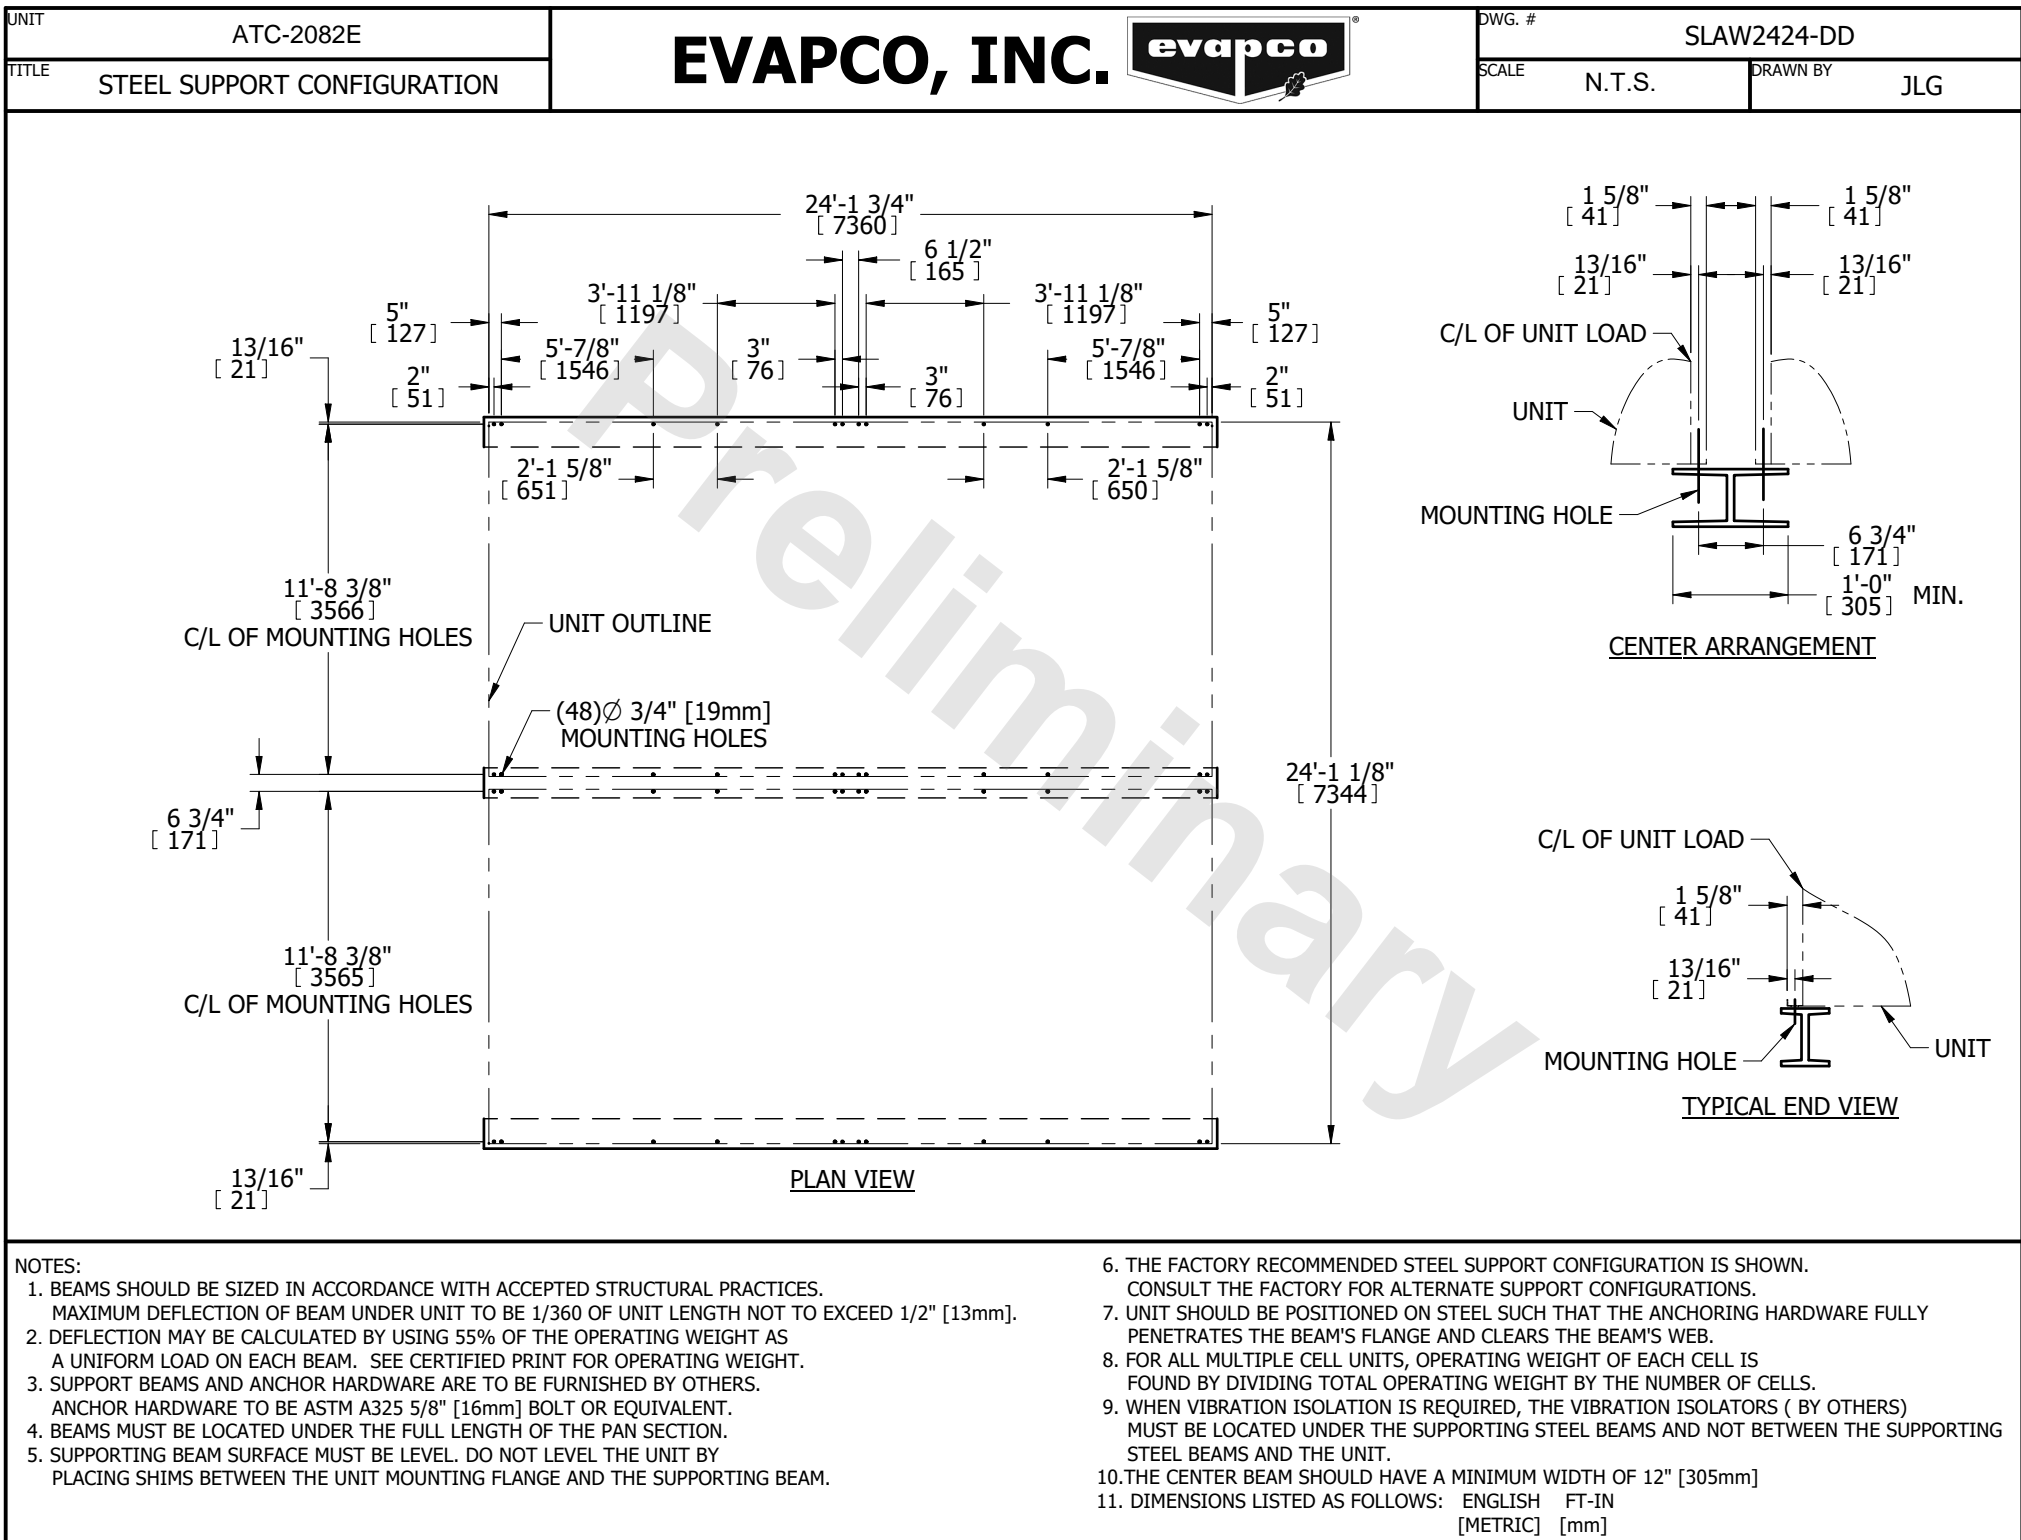 UNIT
ATC-2082E
TITLE
STEEL SUPPORT CONFIGURATION
EVAPCO, INC.
evapco
®
DWG. #
SLAW2424-DD
SCALE
N.T.S.
DRAWN BY
JLG
24'-1 3/4"
[ 7360 ]
6 1/2"
[ 165 ]
3'-11 1/8"
[ 1197 ]
3'-11 1/8"
[ 1197 ]
5"
[ 127 ]
5"
[ 127 ]
13/16"
[ 21 ]
5'-7/8"
[ 1546 ]
3"
[ 76 ]
5'-7/8"
[ 1546 ]
2"
[ 51 ]
3"
[ 76 ]
2"
[ 51 ]
2'-1 5/8"
[ 651 ]
2'-1 5/8"
[ 650 ]
11'-8 3/8"
[ 3566 ]
C/L OF MOUNTING HOLES
UNIT OUTLINE
(48)Ø 3/4" [19mm]
MOUNTING HOLES
6 3/4"
[ 171 ]
24'-1 1/8"
[ 7344 ]
11'-8 3/8"
[ 3565 ]
C/L OF MOUNTING HOLES
13/16"
[ 21 ]
PLAN VIEW
Preliminary
1 5/8"
[ 41 ]
1 5/8"
[ 41 ]
13/16"
[ 21 ]
13/16"
[ 21 ]
C/L OF UNIT LOAD
UNIT
MOUNTING HOLE
6 3/4"
[ 171 ]
1'-0"
[ 305 ] MIN.
CENTER ARRANGEMENT
C/L OF UNIT LOAD
1 5/8"
[ 41 ]
13/16"
[ 21 ]
MOUNTING HOLE
UNIT
TYPICAL END VIEW
NOTES:
1. BEAMS SHOULD BE SIZED IN ACCORDANCE WITH ACCEPTED STRUCTURAL PRACTICES.
MAXIMUM DEFLECTION OF BEAM UNDER UNIT TO BE 1/360 OF UNIT LENGTH NOT TO EXCEED 1/2" [13mm].
2. DEFLECTION MAY BE CALCULATED BY USING 55% OF THE OPERATING WEIGHT AS
A UNIFORM LOAD ON EACH BEAM. SEE CERTIFIED PRINT FOR OPERATING WEIGHT.
3. SUPPORT BEAMS AND ANCHOR HARDWARE ARE TO BE FURNISHED BY OTHERS.
ANCHOR HARDWARE TO BE ASTM A325 5/8" [16mm] BOLT OR EQUIVALENT.
4. BEAMS MUST BE LOCATED UNDER THE FULL LENGTH OF THE PAN SECTION.
5. SUPPORTING BEAM SURFACE MUST BE LEVEL. DO NOT LEVEL THE UNIT BY
PLACING SHIMS BETWEEN THE UNIT MOUNTING FLANGE AND THE SUPPORTING BEAM.
6. THE FACTORY RECOMMENDED STEEL SUPPORT CONFIGURATION IS SHOWN.
CONSULT THE FACTORY FOR ALTERNATE SUPPORT CONFIGURATIONS.
7. UNIT SHOULD BE POSITIONED ON STEEL SUCH THAT THE ANCHORING HARDWARE FULLY
PENETRATES THE BEAM'S FLANGE AND CLEARS THE BEAM'S WEB.
8. FOR ALL MULTIPLE CELL UNITS, OPERATING WEIGHT OF EACH CELL IS
FOUND BY DIVIDING TOTAL OPERATING WEIGHT BY THE NUMBER OF CELLS.
9. WHEN VIBRATION ISOLATION IS REQUIRED, THE VIBRATION ISOLATORS ( BY OTHERS)
MUST BE LOCATED UNDER THE SUPPORTING STEEL BEAMS AND NOT BETWEEN THE SUPPORTING
STEEL BEAMS AND THE UNIT.
10.THE CENTER BEAM SHOULD HAVE A MINIMUM WIDTH OF 12" [305mm]
11. DIMENSIONS LISTED AS FOLLOWS: ENGLISH FT-IN
[METRIC] [mm]